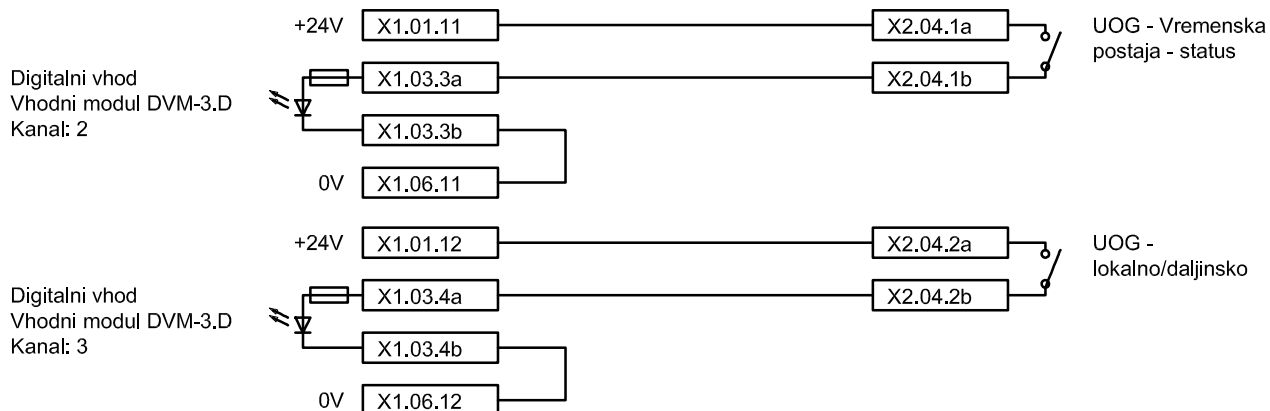 +24V X1.01.11 X2.04.1a UOG - Vremenska
postaja - status
Digitalni vhod
Vhodni modul DVM-3.D
Kanal: 2
X1.03.3a X2.04.1b
X1.03.3b
0V X1.06.11
+24V X1.01.12 X2.04.2a UOG -
lokalno/daljinsko
Digitalni vhod
Vhodni modul DVM-3.D
Kanal: 3
X1.03.4a X2.04.2b
X1.03.4b
0V X1.06.12